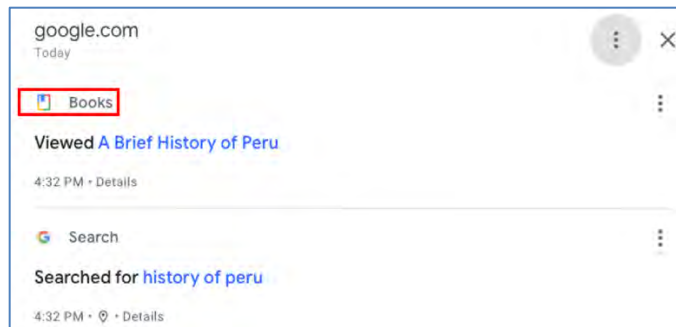 google.com
Today
Books
Viewed A Brief History of Peru
4:32 PM • Details
Search
Searched for history of peru
4:32 PM • • Details